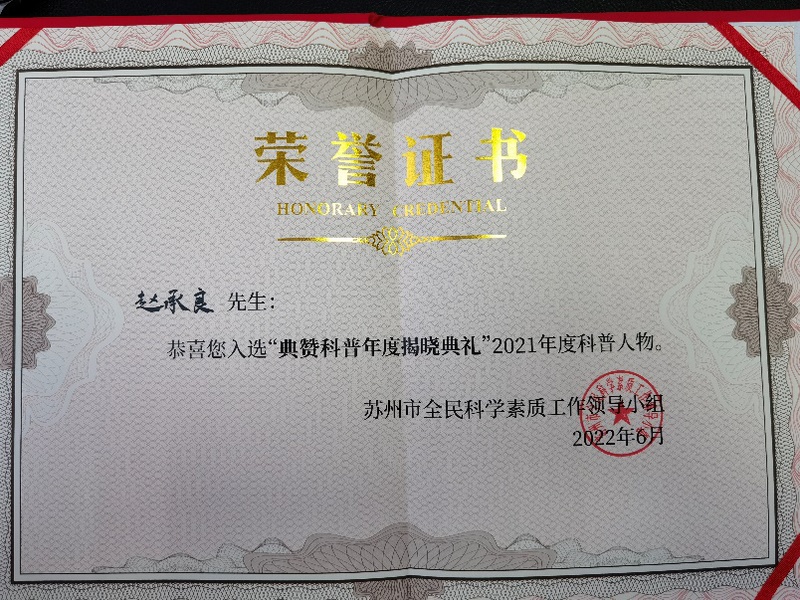 荣誉证书
HONORARY CREDENTIAL
赵承良 先生：
恭喜您入选“典赞科普年度揭晓典礼”2021年度科普人物。
苏州市全民科学素质工作领导小组
2022年6月